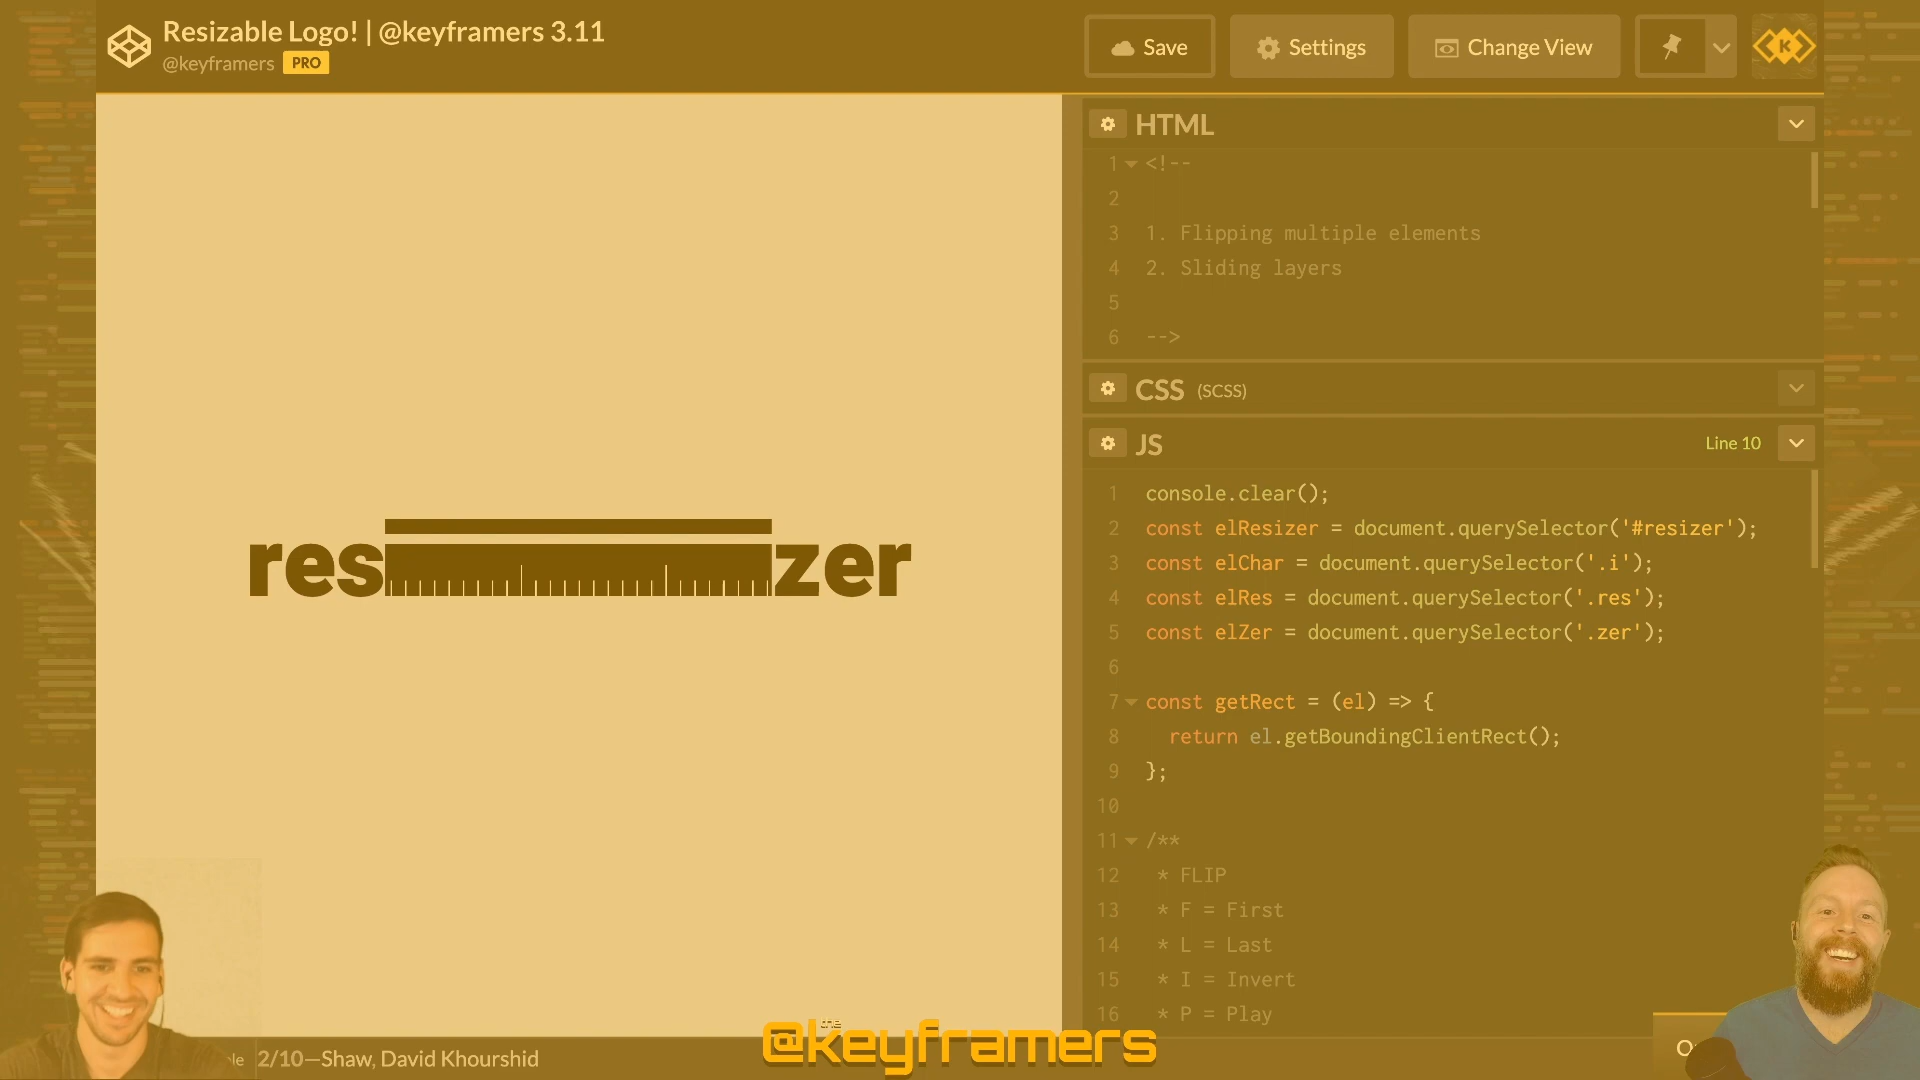 Resizable Logo! | @keyframers 3.11
@keyframers PRO
Save
Settings
Change View
K
HTML
1 <!--
2
3 1. Flipping multiple elements
4 2. Sliding layers
5
6 -->
CSS (SCSS)
JS
Line 10
1 console.clear();
2 const elResizer = document.querySelector('#resizer');
3 const elChar = document.querySelector('.i');
4 const elRes = document.querySelector('.res');
5 const elZer = document.querySelector('.zer');
6
7 const getRect = (el) => {
8 return el.getBoundingClientRect();
9 };
10
11 /**
12 * FLIP
13 * F = First
14 * L = Last
15 * I = Invert
16 * P = Play
res zer
2/10—Shaw, David Khourshid
the
@keyframers